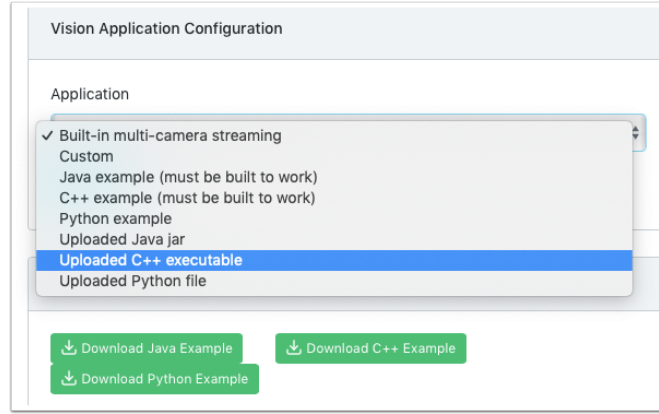 Vision Application Configuration
Application
Built-in multi-camera streaming
Custom
Java example (must be built to work)
C++ example (must be built to work)
Python example
Uploaded Java jar
Uploaded C++ executable
Uploaded Python file
Download Java Example
Download C++ Example
Download Python Example